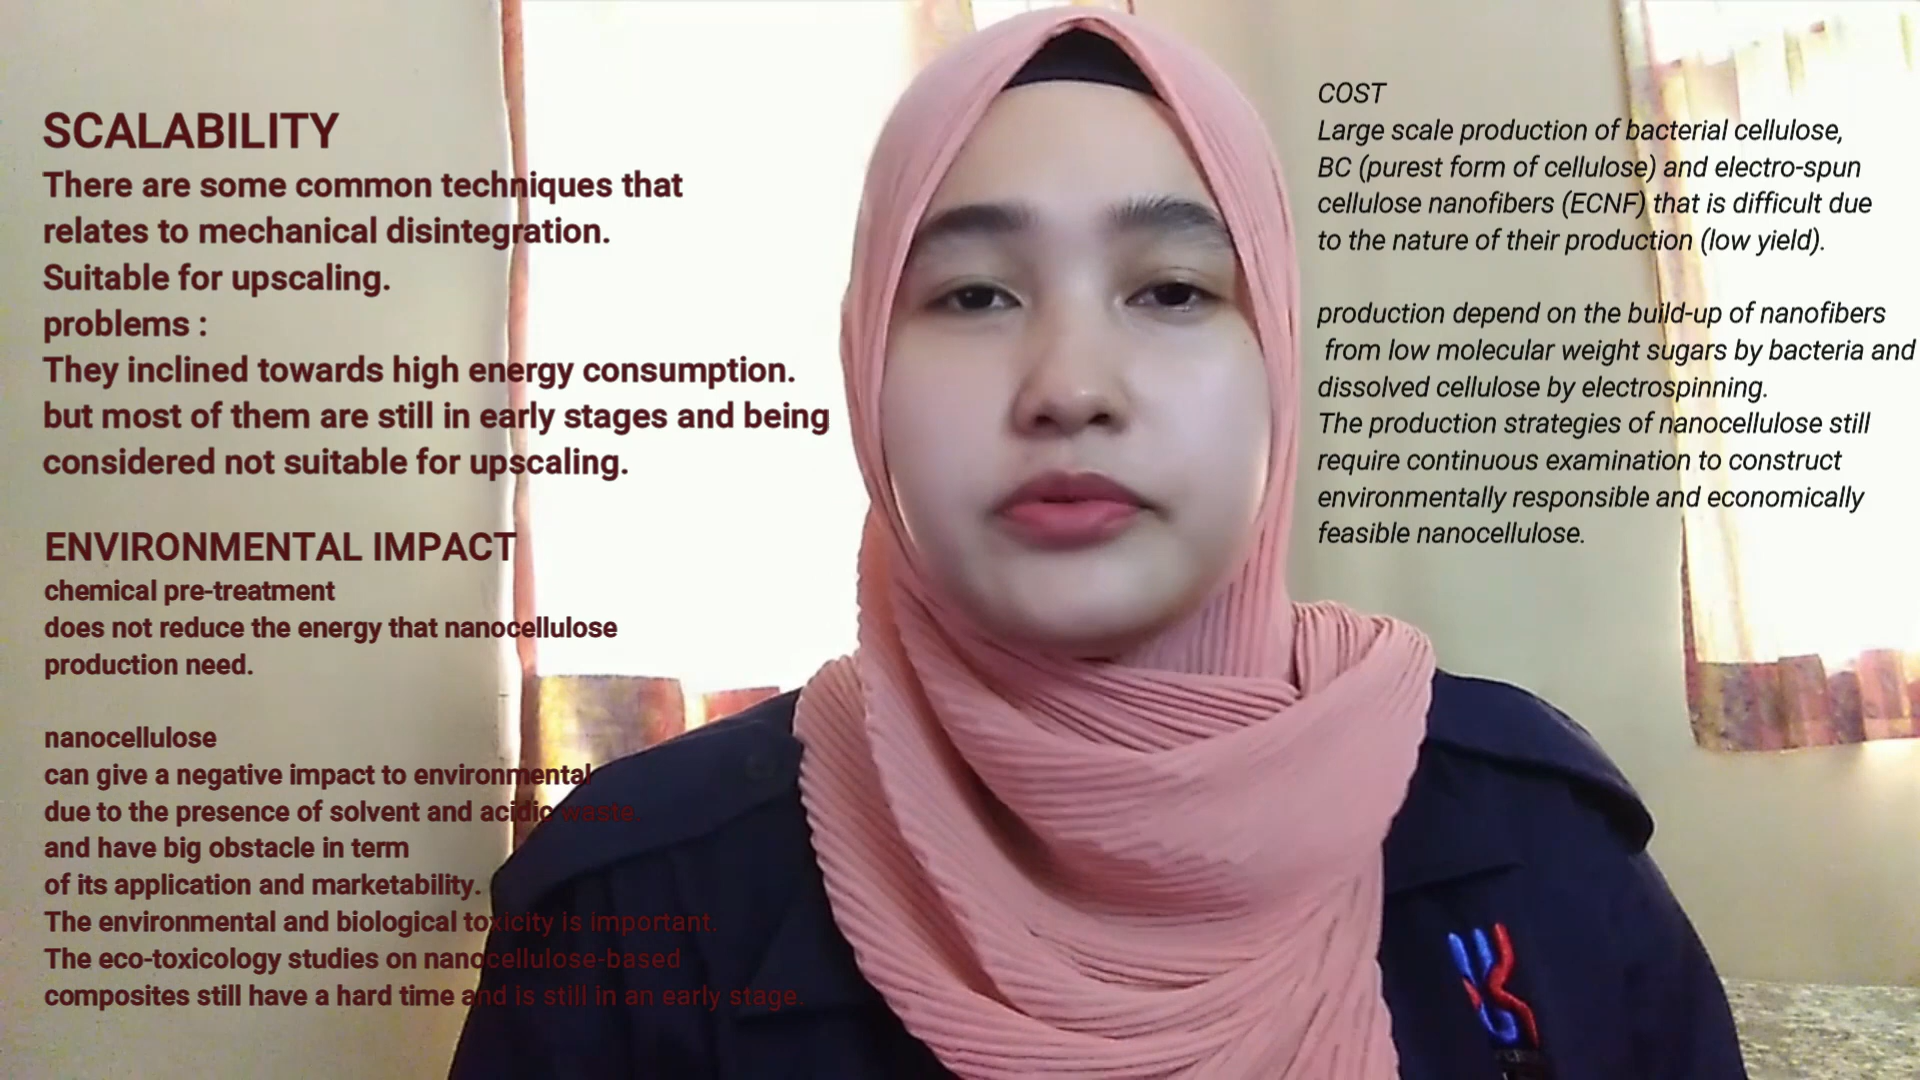 SCALABILITY
There are some common techniques that
relates to mechanical disintegration.
Suitable for upscaling.
problems :
They inclined towards high energy consumption.
but most of them are still in early stages and being
considered not suitable for upscaling.
ENVIRONMENTAL IMPACT
chemical pre-treatment
does not reduce the energy that nanocellulose
production need.
nanocellulose
can give a negative impact to environmental
due to the presence of solvent and acidic waste.
and have big obstacle in term
of its application and marketability.
The environmental and biological toxicity is important.
The eco-toxicology studies on nanocellulose-based
composites still have a hard time and is still in an early stage.
COST
Large scale production of bacterial cellulose,
BC (purest form of cellulose) and electro-spun
cellulose nanofibers (ECNF) that is difficult due
to the nature of their production (low yield).
production depend on the build-up of nanofibers
from low molecular weight sugars by bacteria and
dissolved cellulose by electrospinning.
The production strategies of nanocellulose still
require continuous examination to construct
environmentally responsible and economically
feasible nanocellulose.